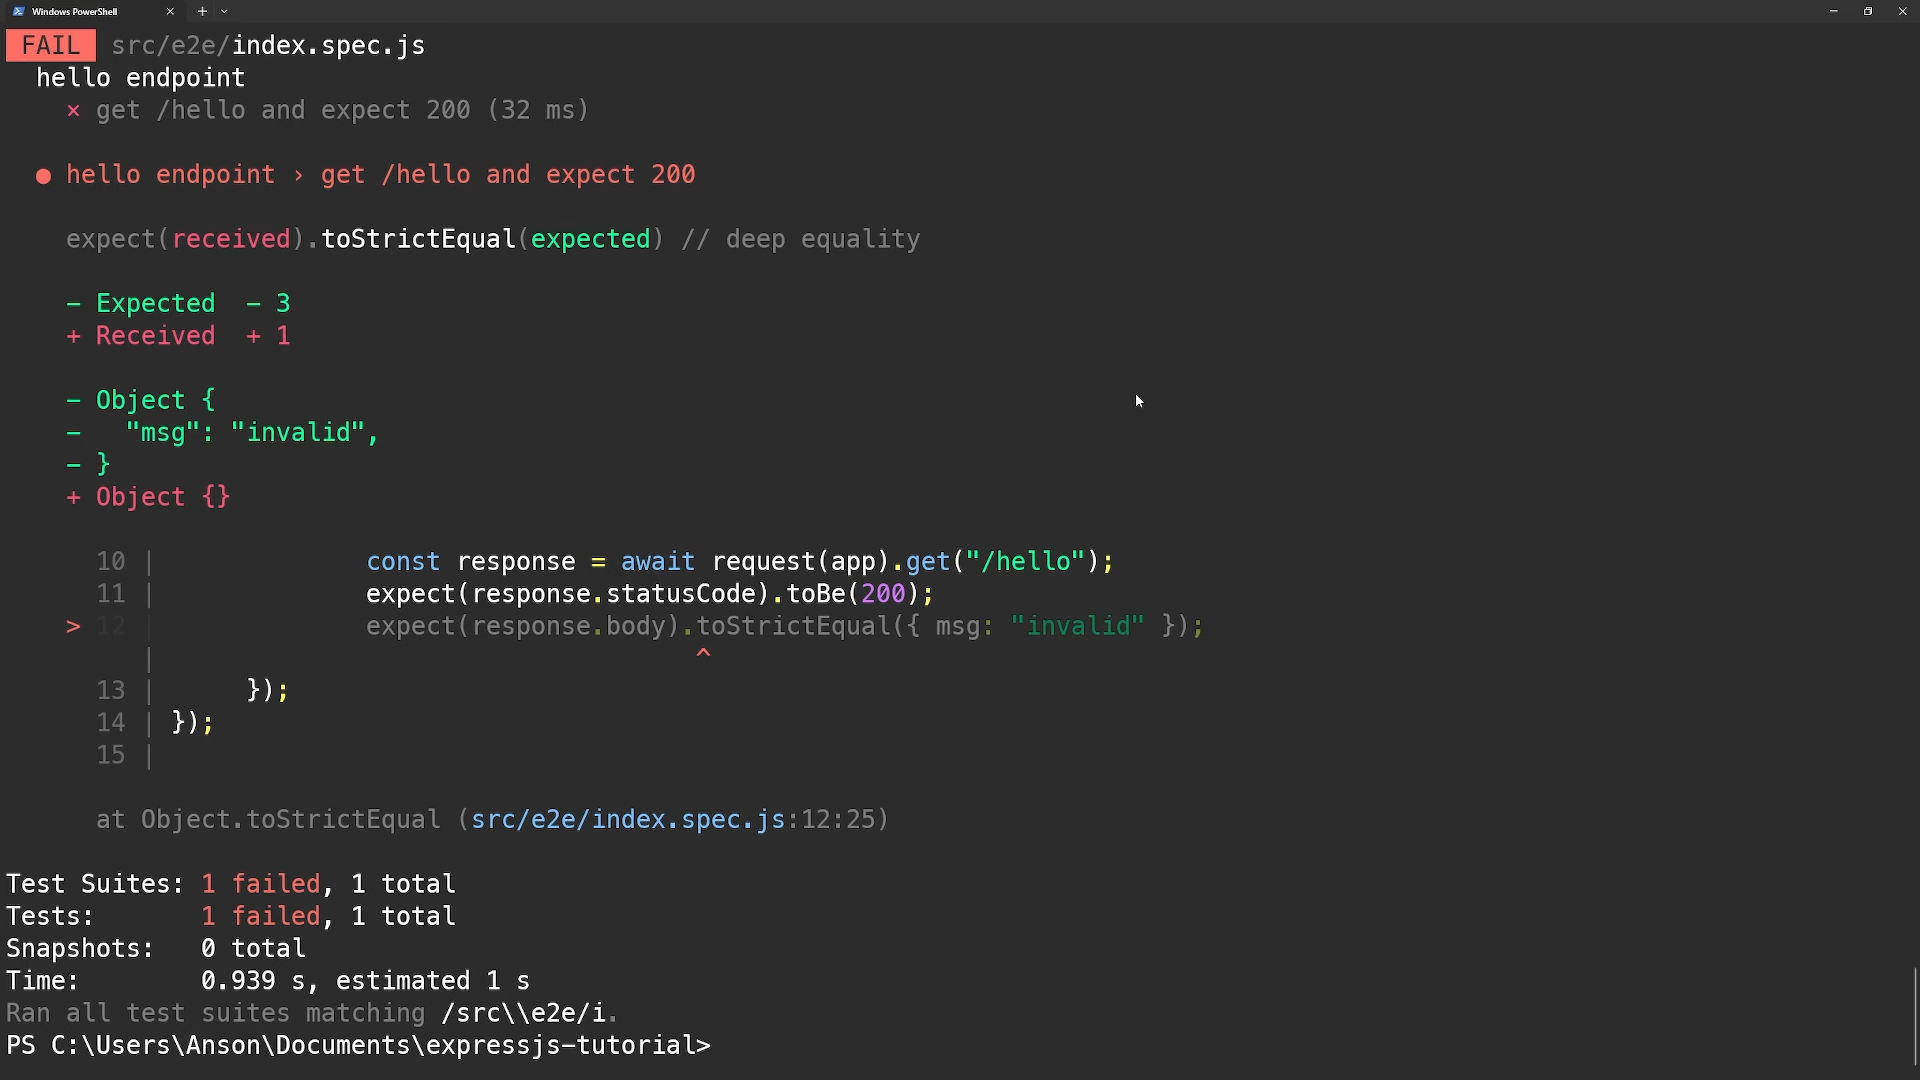 Windows PowerShell
FAIL src/e2e/index.spec.js
hello endpoint
× get /hello and expect 200 (32 ms)
● hello endpoint › get /hello and expect 200
expect(received).toStrictEqual(expected) // deep equality
- Expected  - 3
+ Received  + 1
- Object {
-   "msg": "invalid",
- }
+ Object {}
10 |              const response = await request(app).get("/hello");
11 |              expect(response.statusCode).toBe(200);
> 12 |              expect(response.body).toStrictEqual({ msg: "invalid" });
|                                    ^
13 |      });
14 | });
15 |
at Object.toStrictEqual (src/e2e/index.spec.js:12:25)
Test Suites: 1 failed, 1 total
Tests:       1 failed, 1 total
Snapshots:   0 total
Time:        0.939 s, estimated 1 s
Ran all test suites matching /src\\e2e/i.
PS C:\Users\Anson\Documents\expressjs-tutorial>